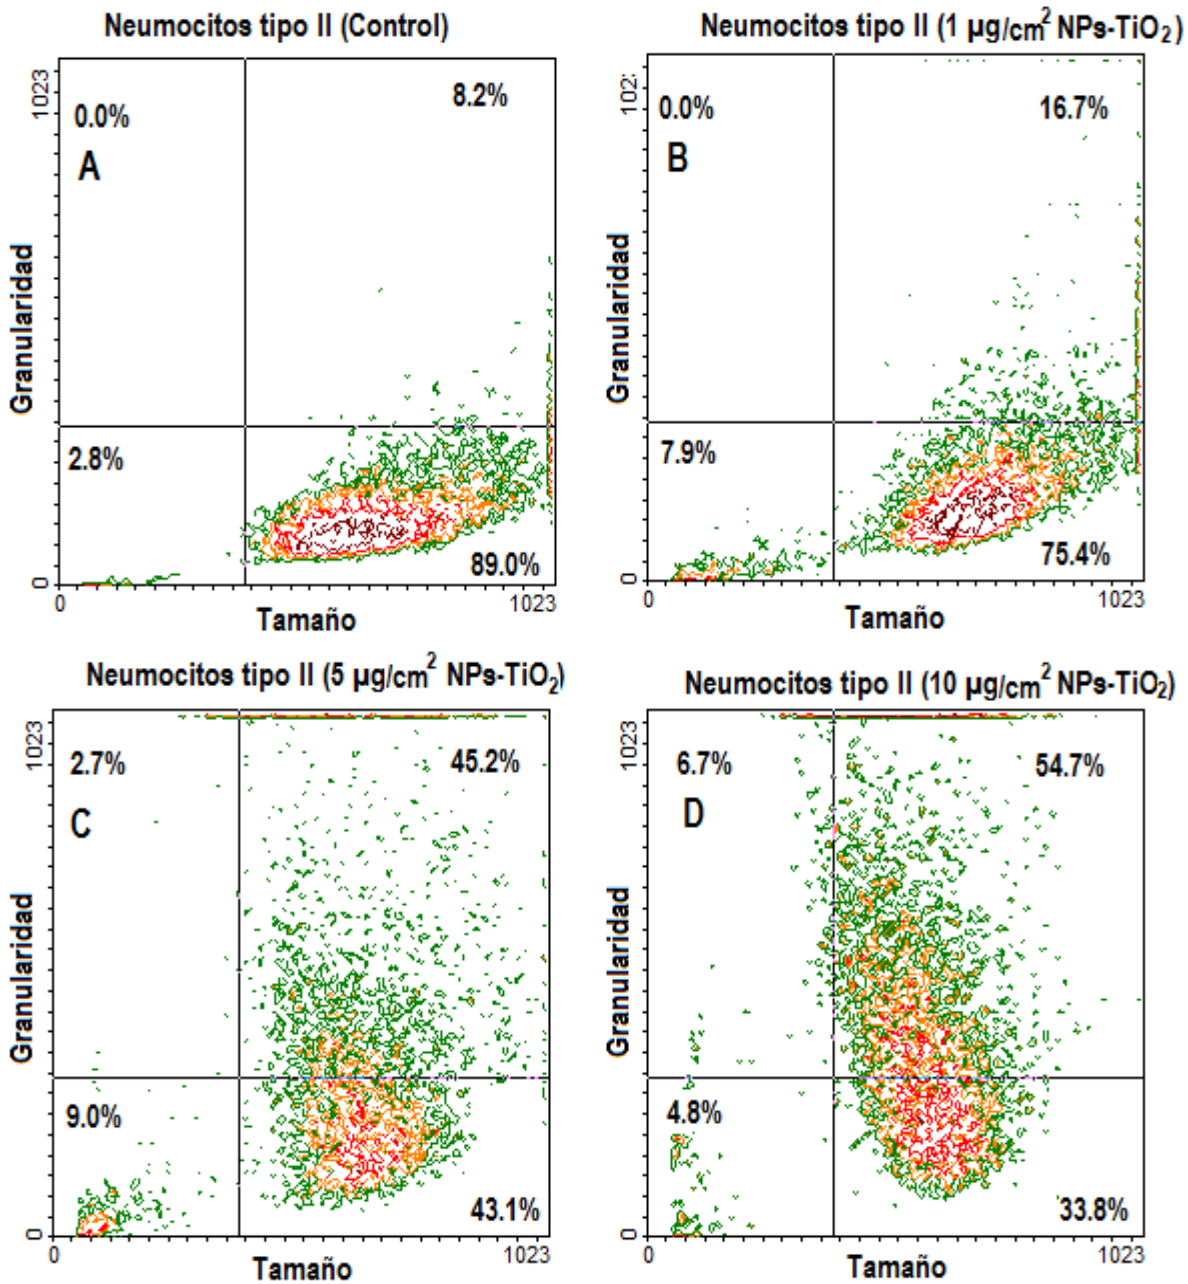 Neumocitos tipo II (Control)
1023
0.0%
8.2%
A
Granularidad
2.8%
89.0%
0
0
1023
Tamaño
Neumocitos tipo II (1 µg/cm² NPs-TiO₂)
102
0.0%
16.7%
B
Granularidad
7.9%
75.4%
0
0
1023
Tamaño
Neumocitos tipo II (5 µg/cm² NPs-TiO₂)
1023
2.7%
45.2%
C
Granularidad
9.0%
43.1%
0
0
1023
Tamaño
Neumocitos tipo II (10 µg/cm² NPs-TiO₂)
1023
6.7%
54.7%
D
Granularidad
4.8%
33.8%
0
0
1023
Tamaño